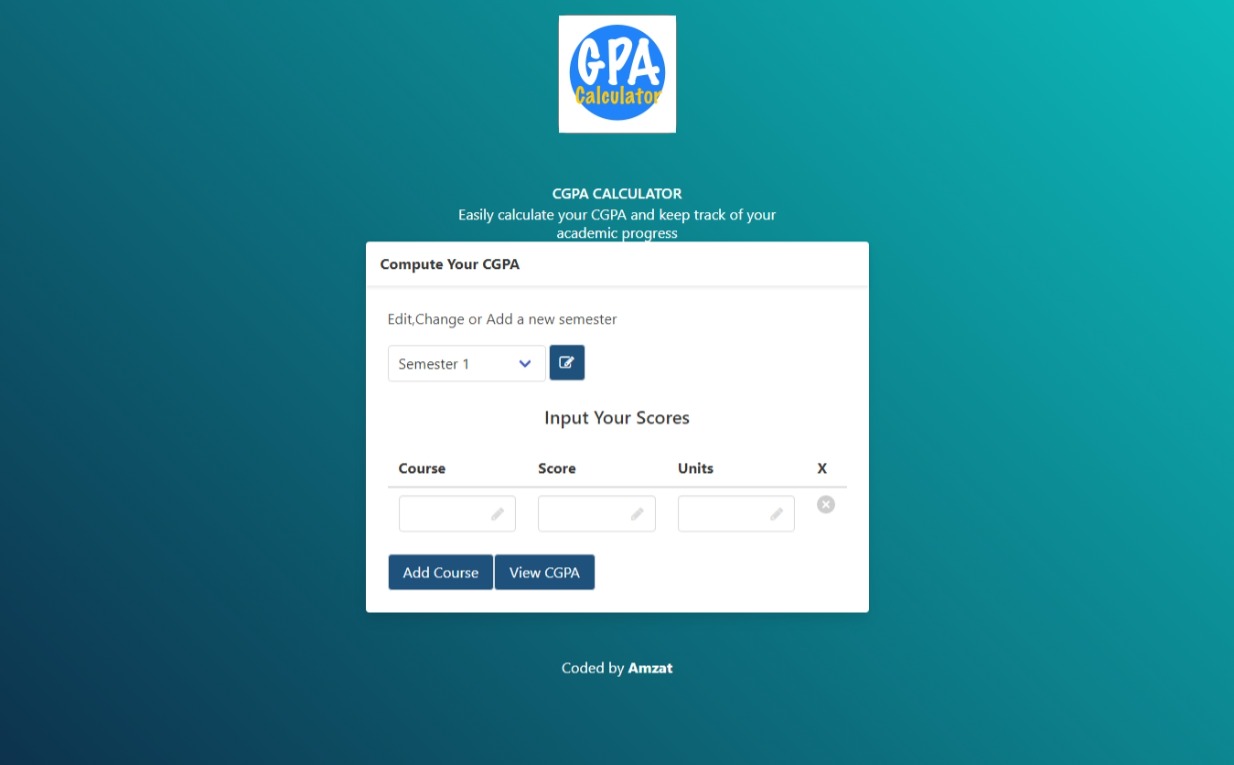 GPA
Calculator
CGPA CALCULATOR
Easily calculate your CGPA and keep track of your
academic progress
Compute Your CGPA
Edit,Change or Add a new semester
Semester 1
Input Your Scores
Course Score Units X
Add Course View CGPA
Coded by Amzat